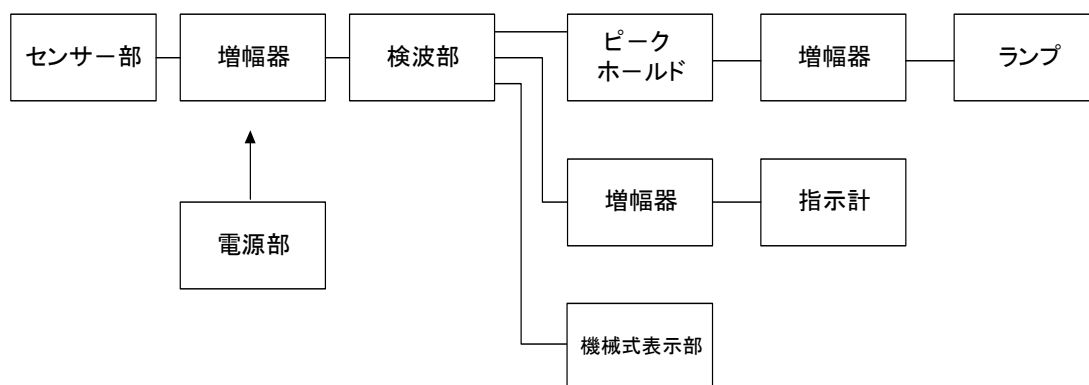 センサー部
増幅器
検波部
ピーク
ホールド
増幅器
ランプ
増幅器
指示計
電源部
機械式表示部